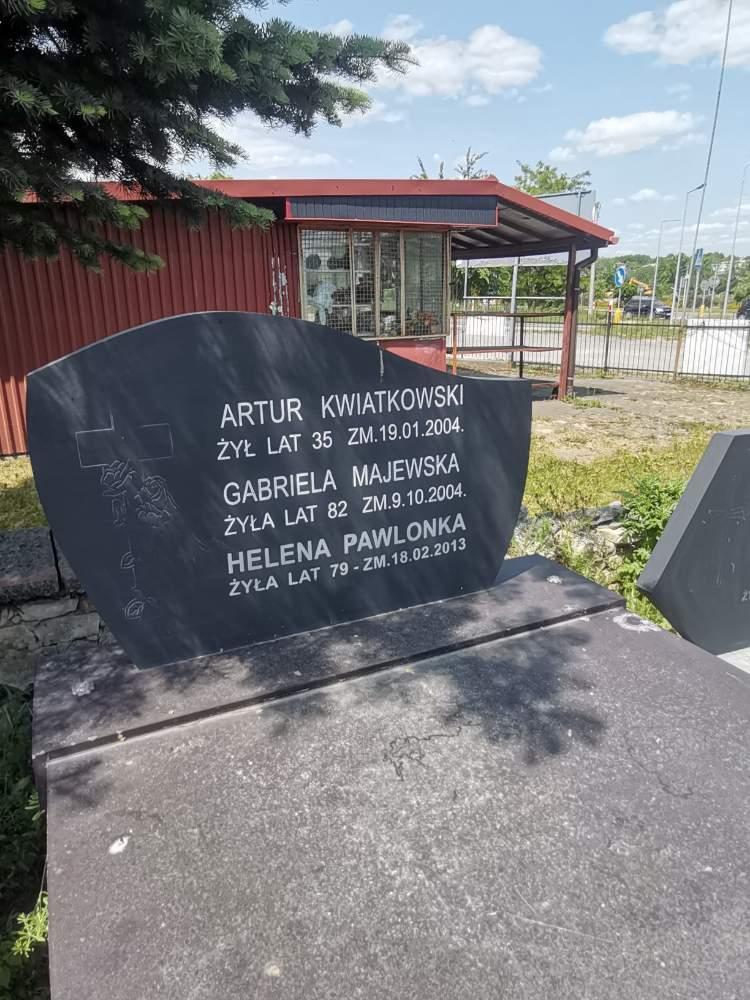 ARTUR KWIATKOWSKI
ŻYŁ LAT 35 ZM.19.01.2004.
GABRIELA MAJEWSKA
ŻYŁA LAT 82 ZM.9.10.2004.
HELENA PAWLONKA
ŻYŁA LAT 79 - ZM.18.02.2013